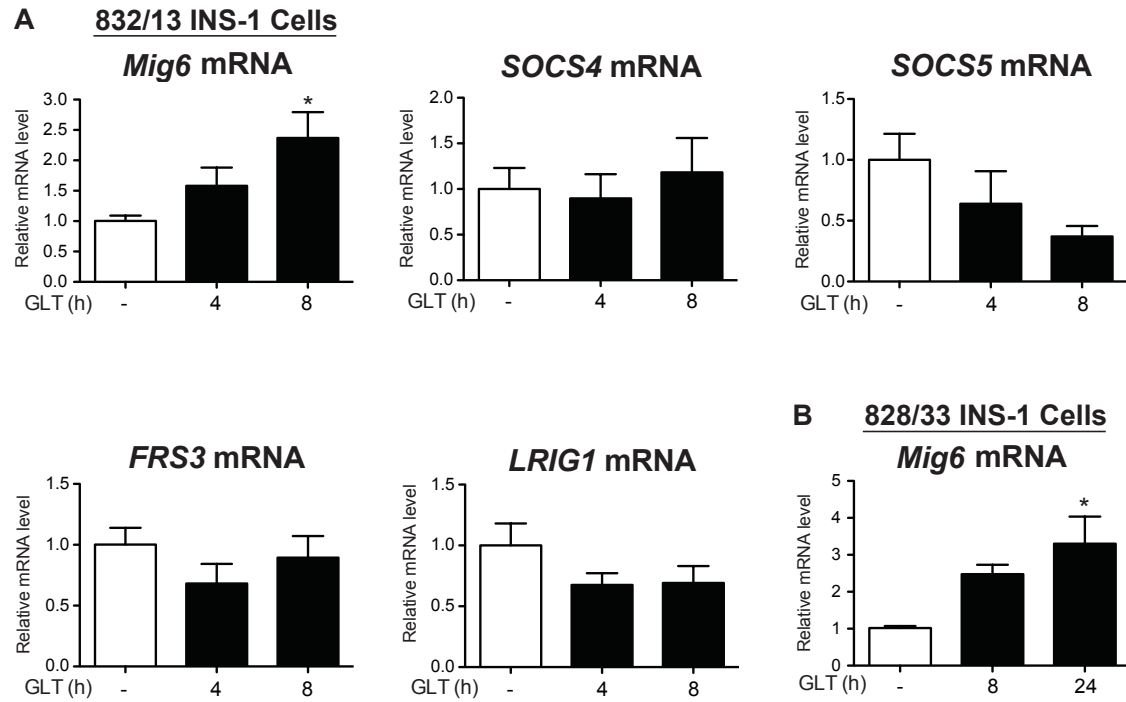 A
832/13 INS-1 Cells
Mig6 mRNA
Relative mRNA level
3.0
2.5
2.0
1.5
1.0
0.5
0.0
*
GLT (h)
- 4 8
SOCS4 mRNA
Relative mRNA level
2.0
1.5
1.0
0.5
0.0
GLT (h)
- 4 8
SOCS5 mRNA
Relative mRNA level
1.5
1.0
0.5
0.0
GLT (h)
- 4 8
FRS3 mRNA
Relative mRNA level
1.5
1.0
0.5
0.0
GLT (h)
- 4 8
LRIG1 mRNA
Relative mRNA level
1.5
1.0
0.5
0.0
GLT (h)
- 4 8
B
828/33 INS-1 Cells
Mig6 mRNA
Relative mRNA level
5
4
3
2
1
0
*
GLT (h)
- 8 24